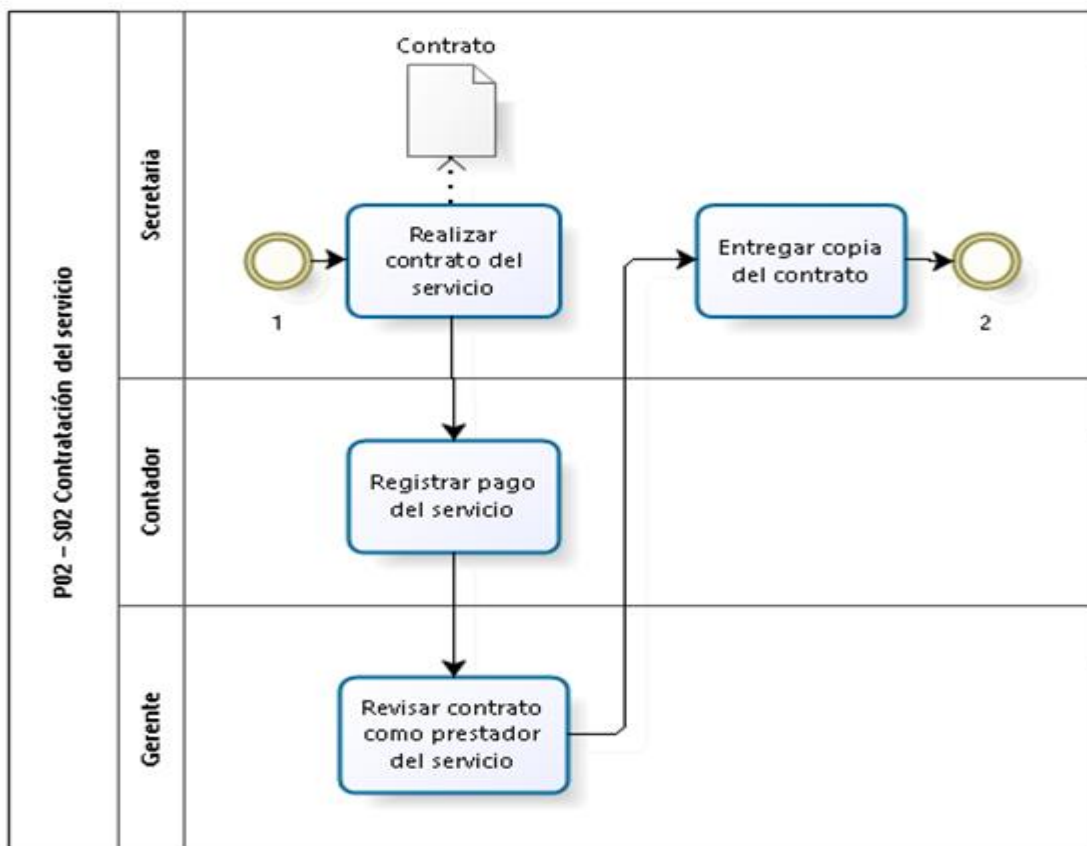 P02 – S02 Contratación del servicio
Secretaria
Contrato
Realizar
contrato del
servicio
1
Entregar copia
del contrato
2
Contador
Registrar pago
del servicio
Gerente
Revisar contrato
como prestador
del servicio